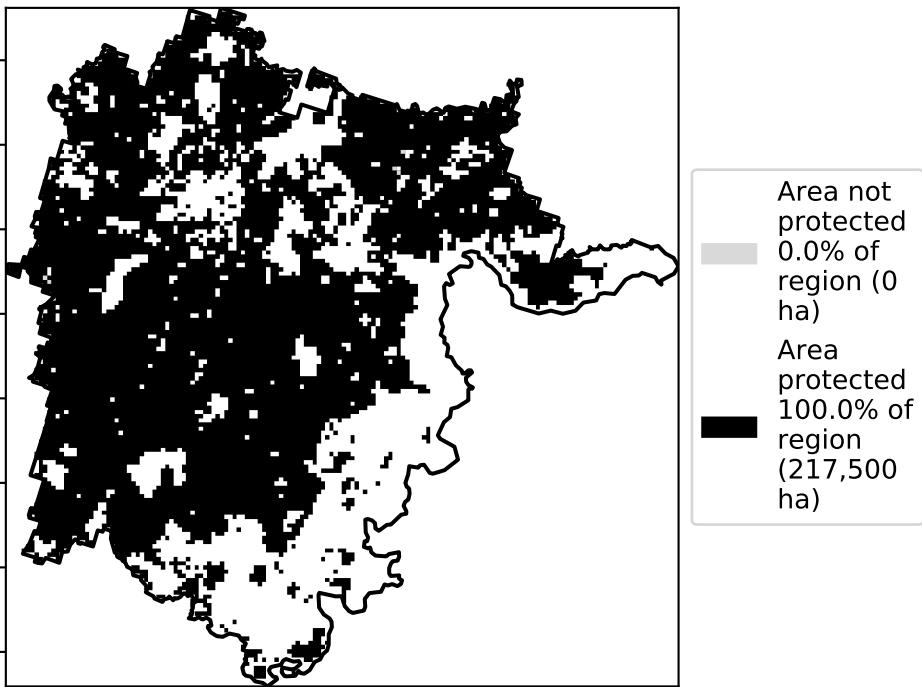 Area not
protected
0.0% of
region (0
ha)
Area
protected
100.0% of
region
(217,500
ha)